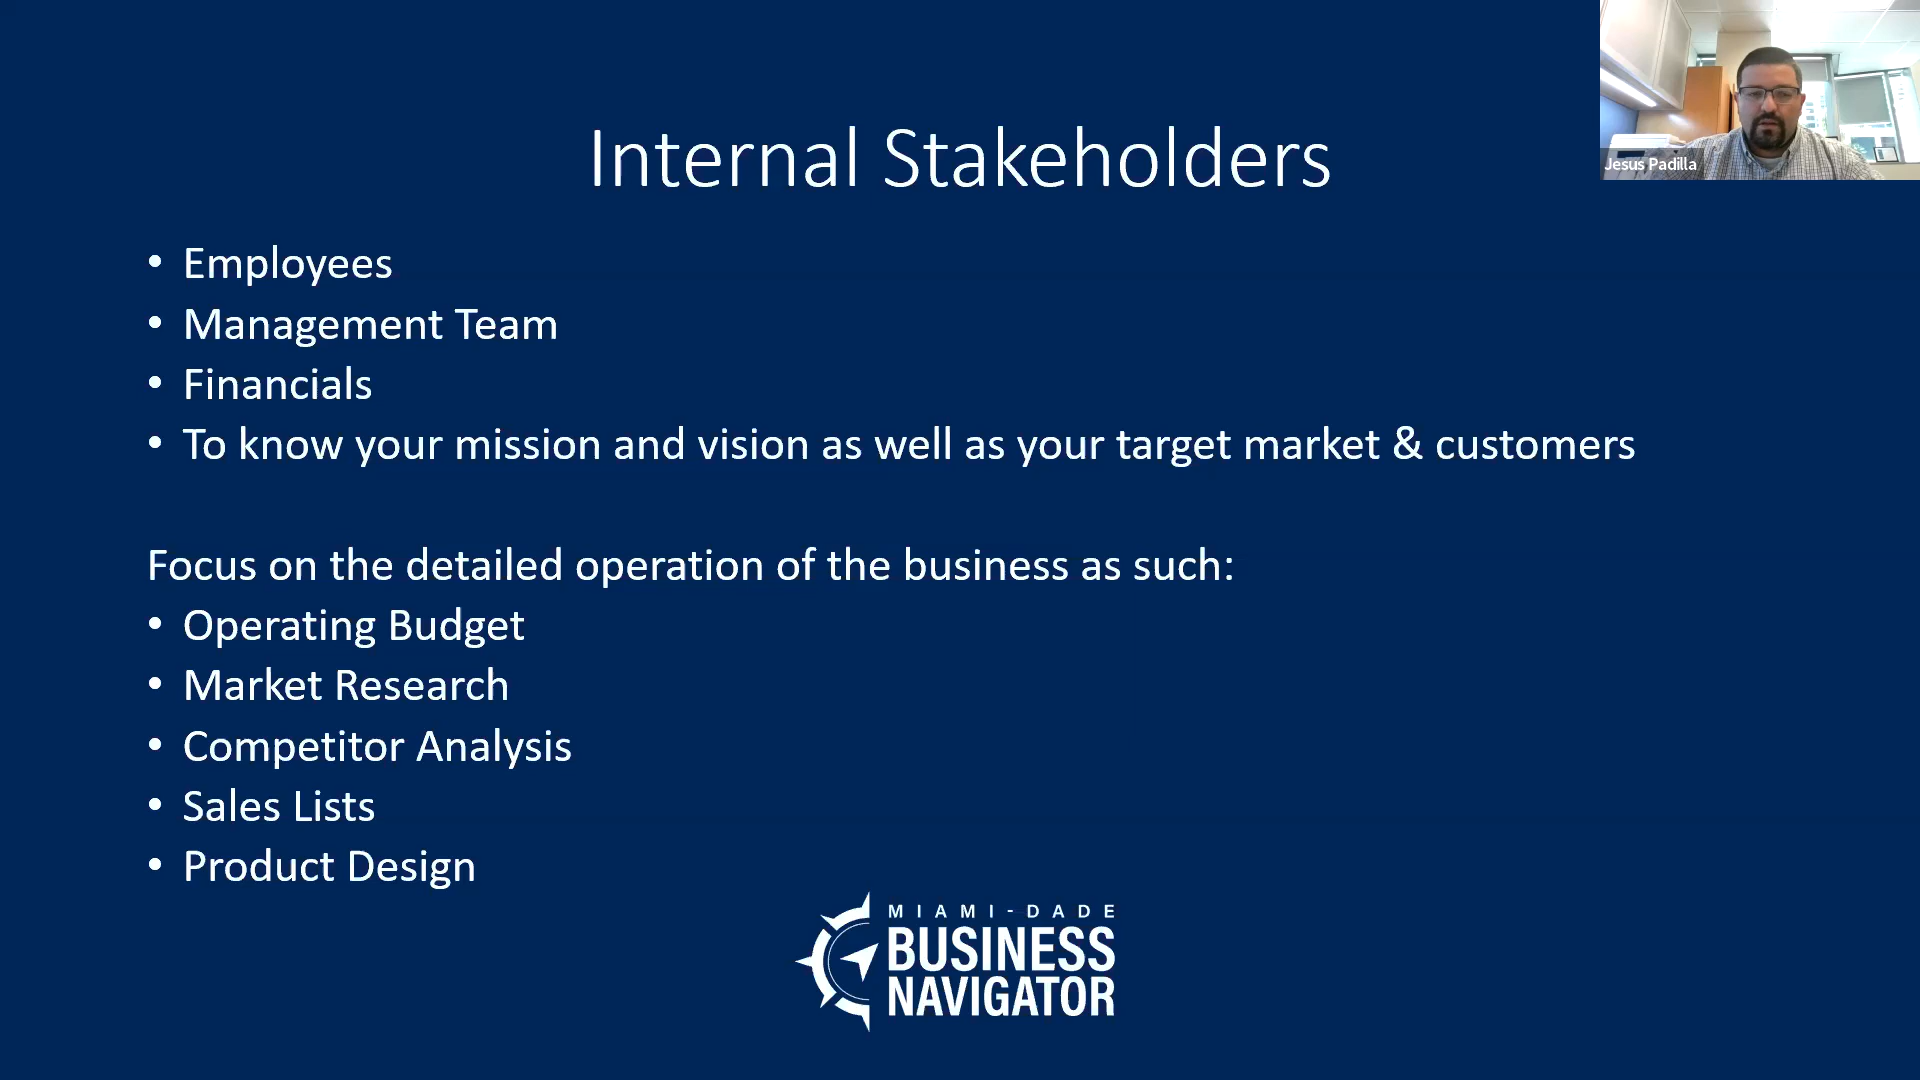 Internal Stakeholders
Jesus Padilla
• Employees
• Management Team
• Financials
• To know your mission and vision as well as your target market & customers
Focus on the detailed operation of the business as such:
• Operating Budget
• Market Research
• Competitor Analysis
• Sales Lists
• Product Design
MIAMI-DADE
BUSINESS
NAVIGATOR